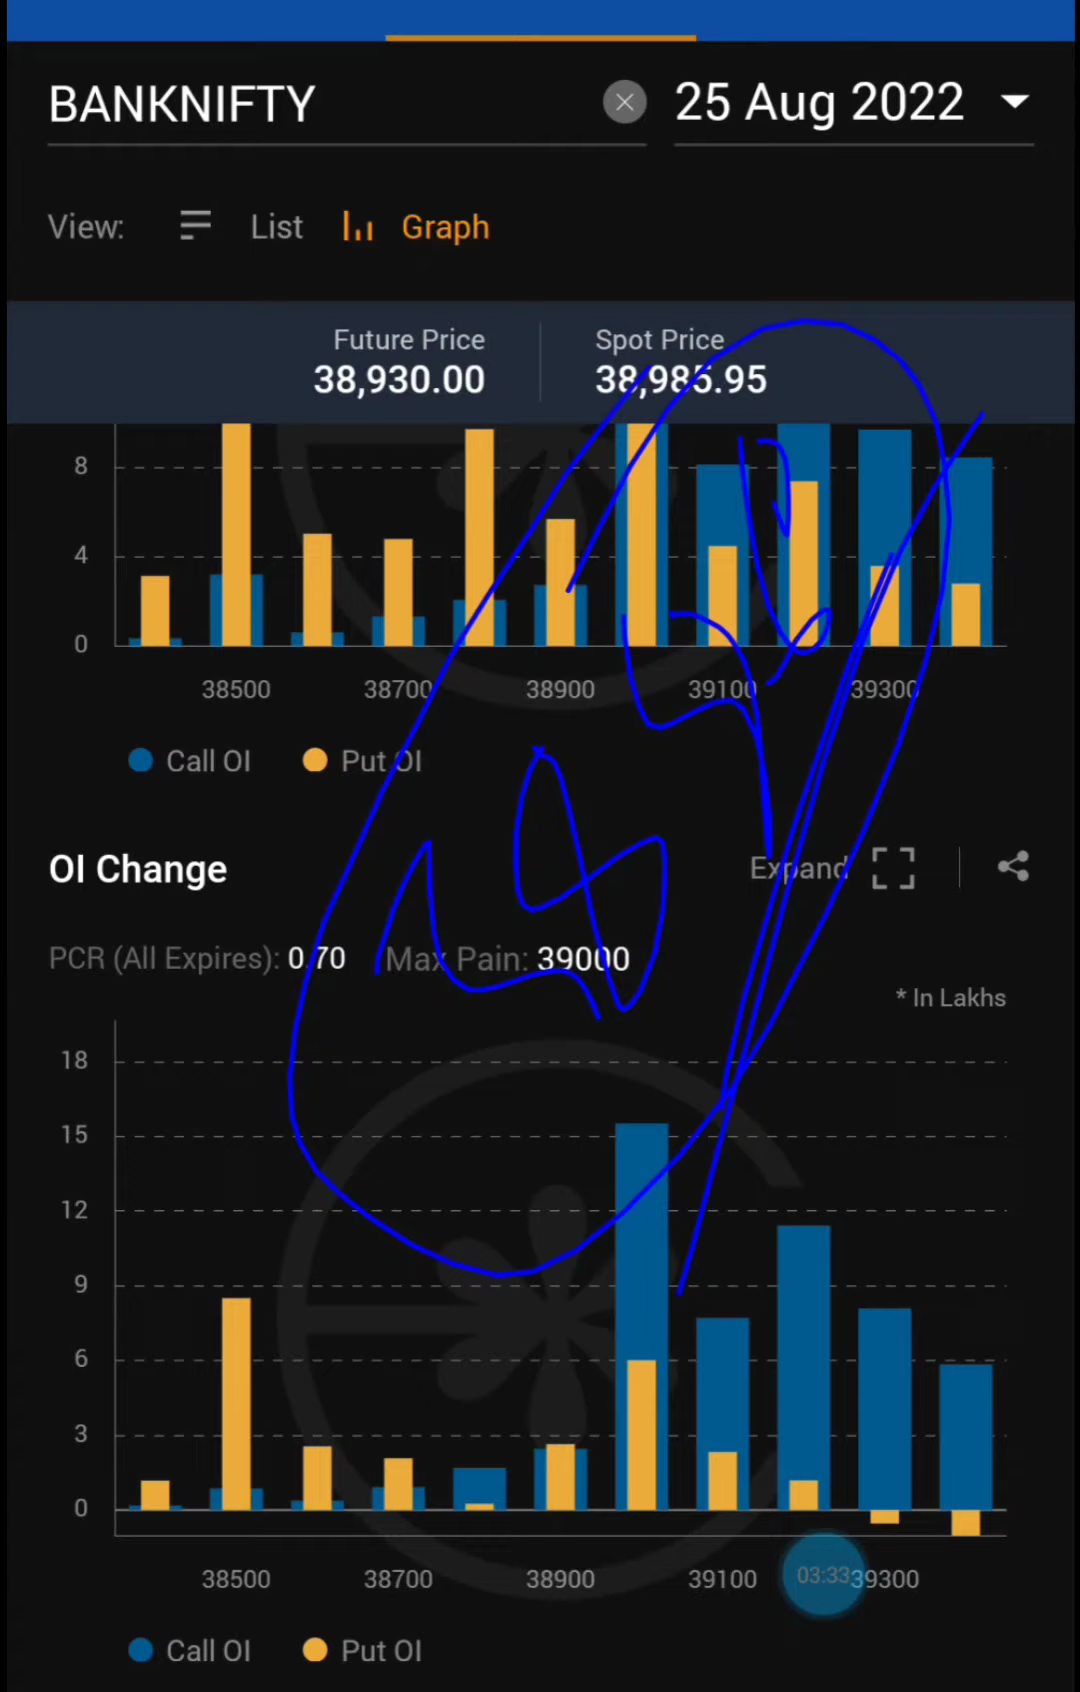 BANKNIFTY 25 Aug 2022
View: List Graph
Future Price Spot Price
38,930.00 38,985.95
8
4
0
38500 38700 38900 39100 39300
Call OI Put OI
OI Change Expand
PCR (All Expires): 0.70 Max Pain: 39000
* In Lakhs
18
15
12
9
6
3
0
38500 38700 38900 39100 03:33 39300
Call OI Put OI